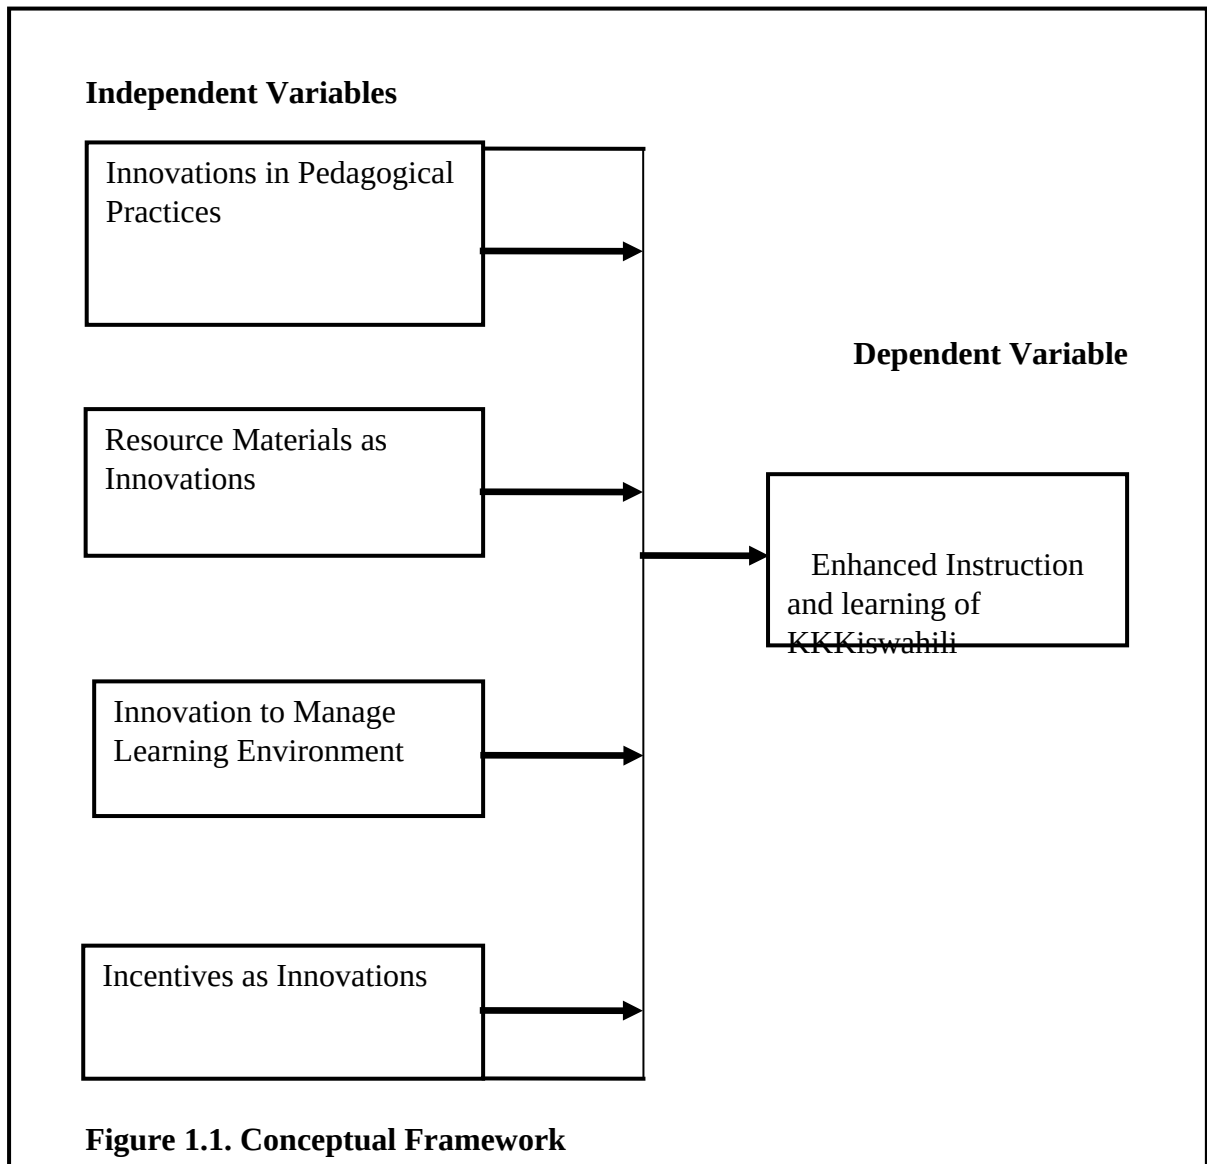 Independent Variables
Innovations in Pedagogical
Practices
Dependent Variable
Resource Materials as
Innovations
Enhanced Instruction
and learning of
KKKiswahili
Innovation to Manage
Learning Environment
Incentives as Innovations
Figure 1.1. Conceptual Framework